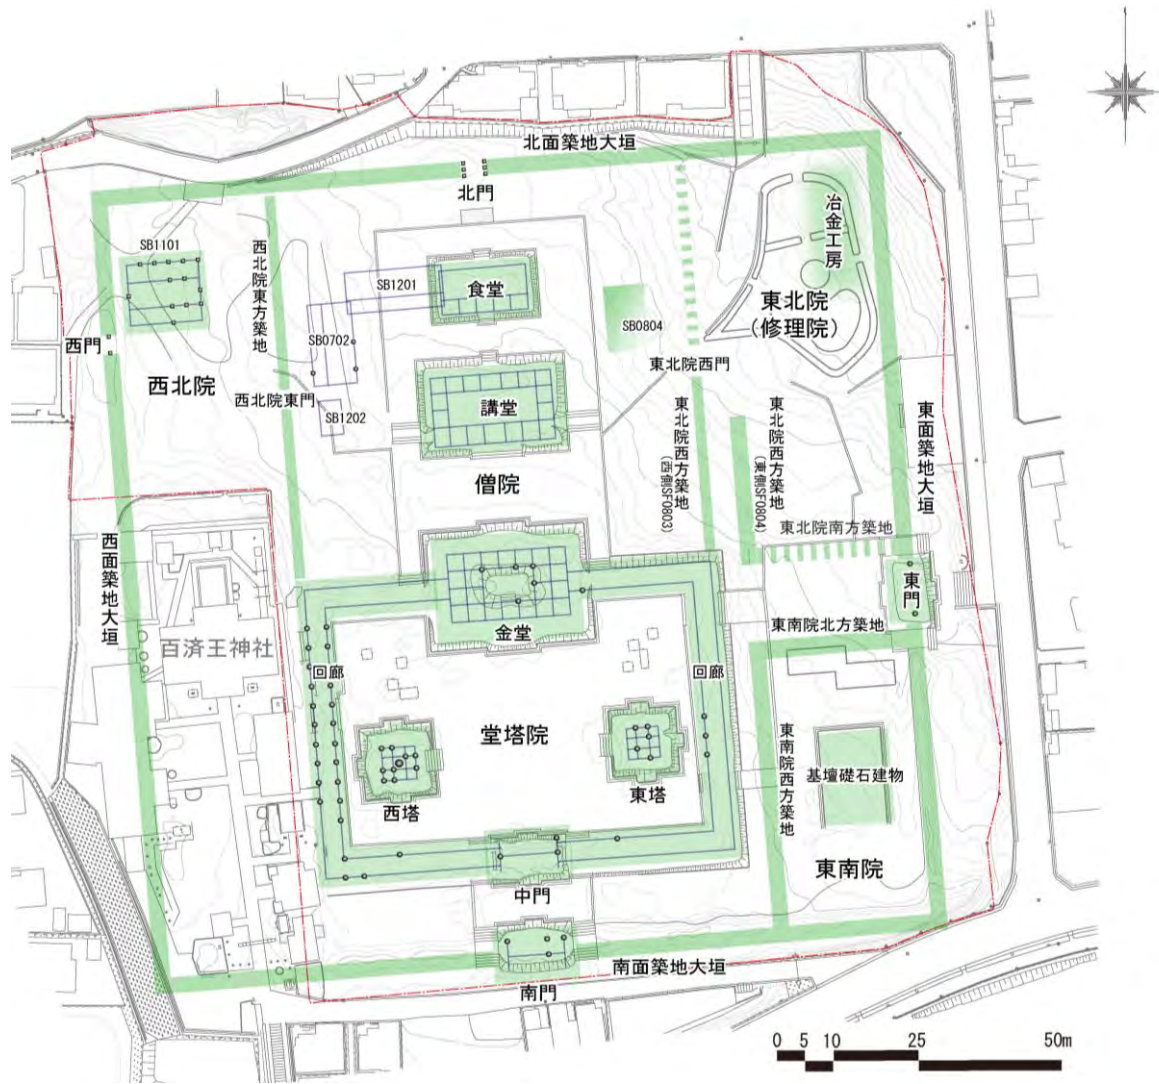 北面築地大垣
北門
冶金工房
SB1101
西北院東方築地
SB1201
食堂
東北院
(修理院)
SB0804
SB0702
西門
西北院
東北院西門
西北院東門
SB1202
講堂
東北院西方築地
(西側SF0803)
東北院西方築地
(東側SF0804)
東面築地大垣
僧院
東北院南方築地
西面築地大垣
東門
金堂
東南院北方築地
百済王神社
回廊
回廊
堂塔院
東南院西方築地
基壇礎石建物
西塔
東塔
東南院
中門
南面築地大垣
南門
0 5 10 25 50m